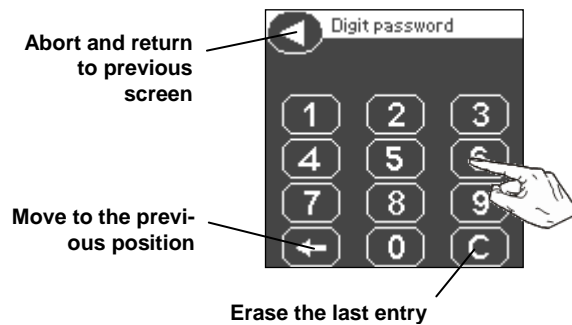 Digit password
Abort and return
to previous
screen
1 2 3
4 5 6
7 8 9
Move to the previ-
ous position
0 C
Erase the last entry